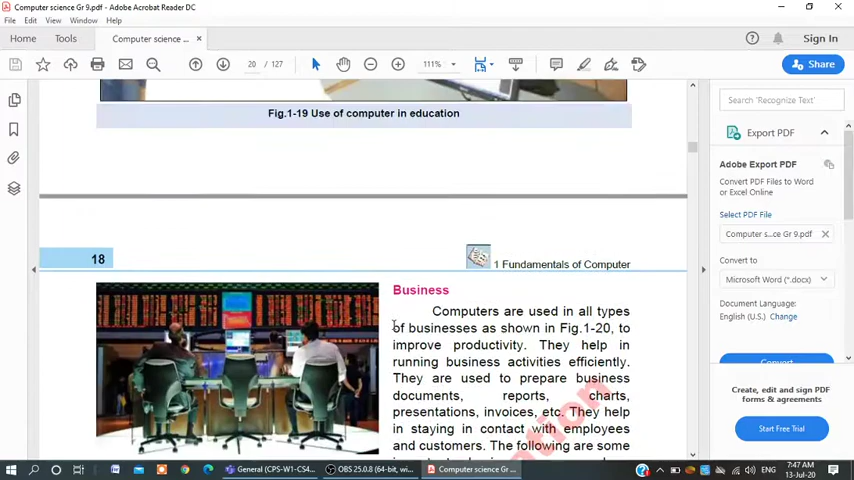 Computer science Gr 9.pdf - Adobe Acrobat Reader DC
File Edit View Window Help
Home Tools Computer science ... × Sign In
20 / 127 111% Share
Fig.1-19 Use of computer in education
18
1 Fundamentals of Computer
Business
Computers are used in all types
of businesses as shown in Fig.1-20, to
improve productivity. They help in
running business activities efficiently.
They are used to prepare business
documents, reports, charts,
presentations, invoices, etc. They help
in staying in contact with employees
and customers. The following are some
Search 'Recognize Text'
Export PDF
Adobe Export PDF
Convert PDF Files to Word
or Excel Online
Select PDF File
Computer s...ce Gr 9.pdf
Convert to
Microsoft Word (*.docx)
Document Language:
English (U.S.) Change
Convert
Create, edit and sign PDF
forms & agreements
Start Free Trial
General (CPS-W1-CS4... OBS 25.0.8 (64-bit, wi... Computer science Gr ... ENG 7:47 AM
13-Jul-20